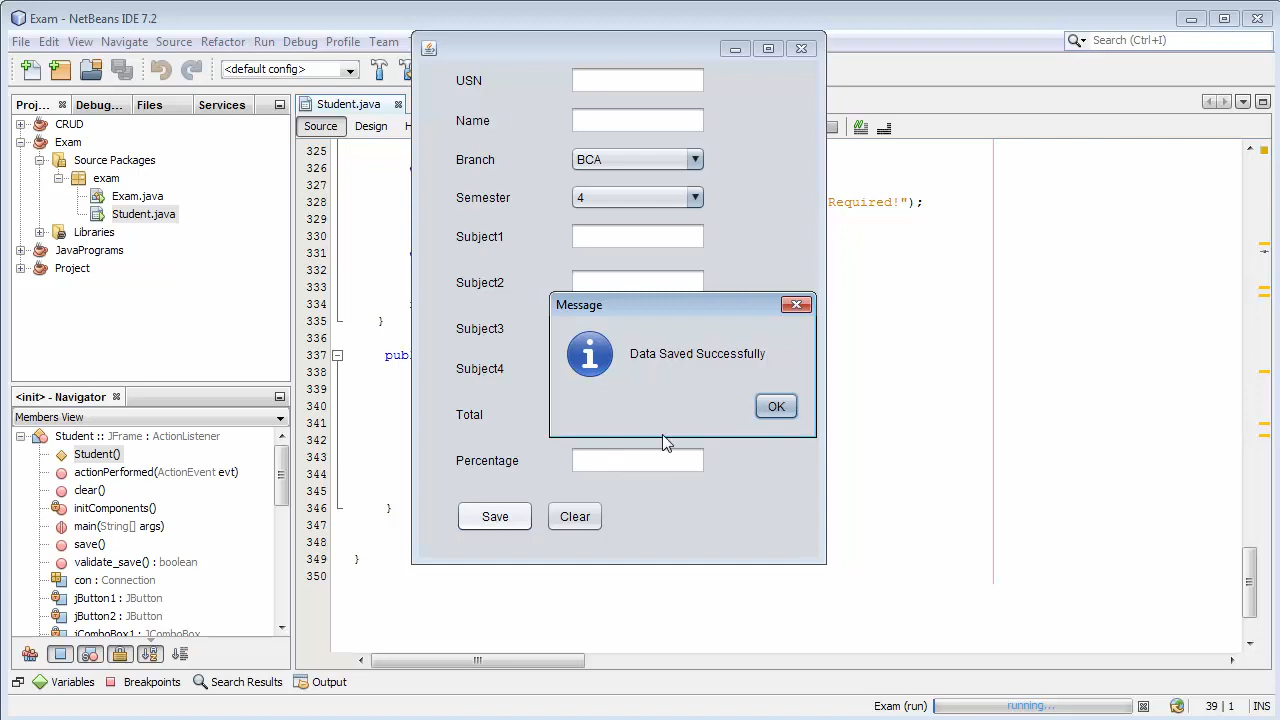 Exam - NetBeans IDE 7.2
File Edit View Navigate Source Refactor Run Debug Profile Team
Search (Ctrl+I)
<default config>
Proj... Debug... Files Services
CRUD
Exam
Source Packages
exam
Exam.java
Student.java
Libraries
JavaPrograms
Project
<init> - Navigator
Members View
Student :: JFrame : ActionListener
Student()
actionPerformed(ActionEvent evt)
clear()
initComponents()
main(String[] args)
save()
validate_save() : boolean
con : Connection
jButton1 : JButton
jButton2 : JButton
jComboBox1 : JComboBox
Student.java
Source Design H
325
326
327
328 Required!");
329
330
331
332
334
335 }
337 publ
338
339
340
341
342
343
344
345
346 }
347
348
349 }
350
USN
Name
Branch BCA
Semester 4
Subject1
Subject2
Subject3
Subject4
Total
Percentage
Save Clear
Message
Data Saved Successfully
OK
Variables Breakpoints Search Results Output
Exam (run) running... 39 | 1 INS